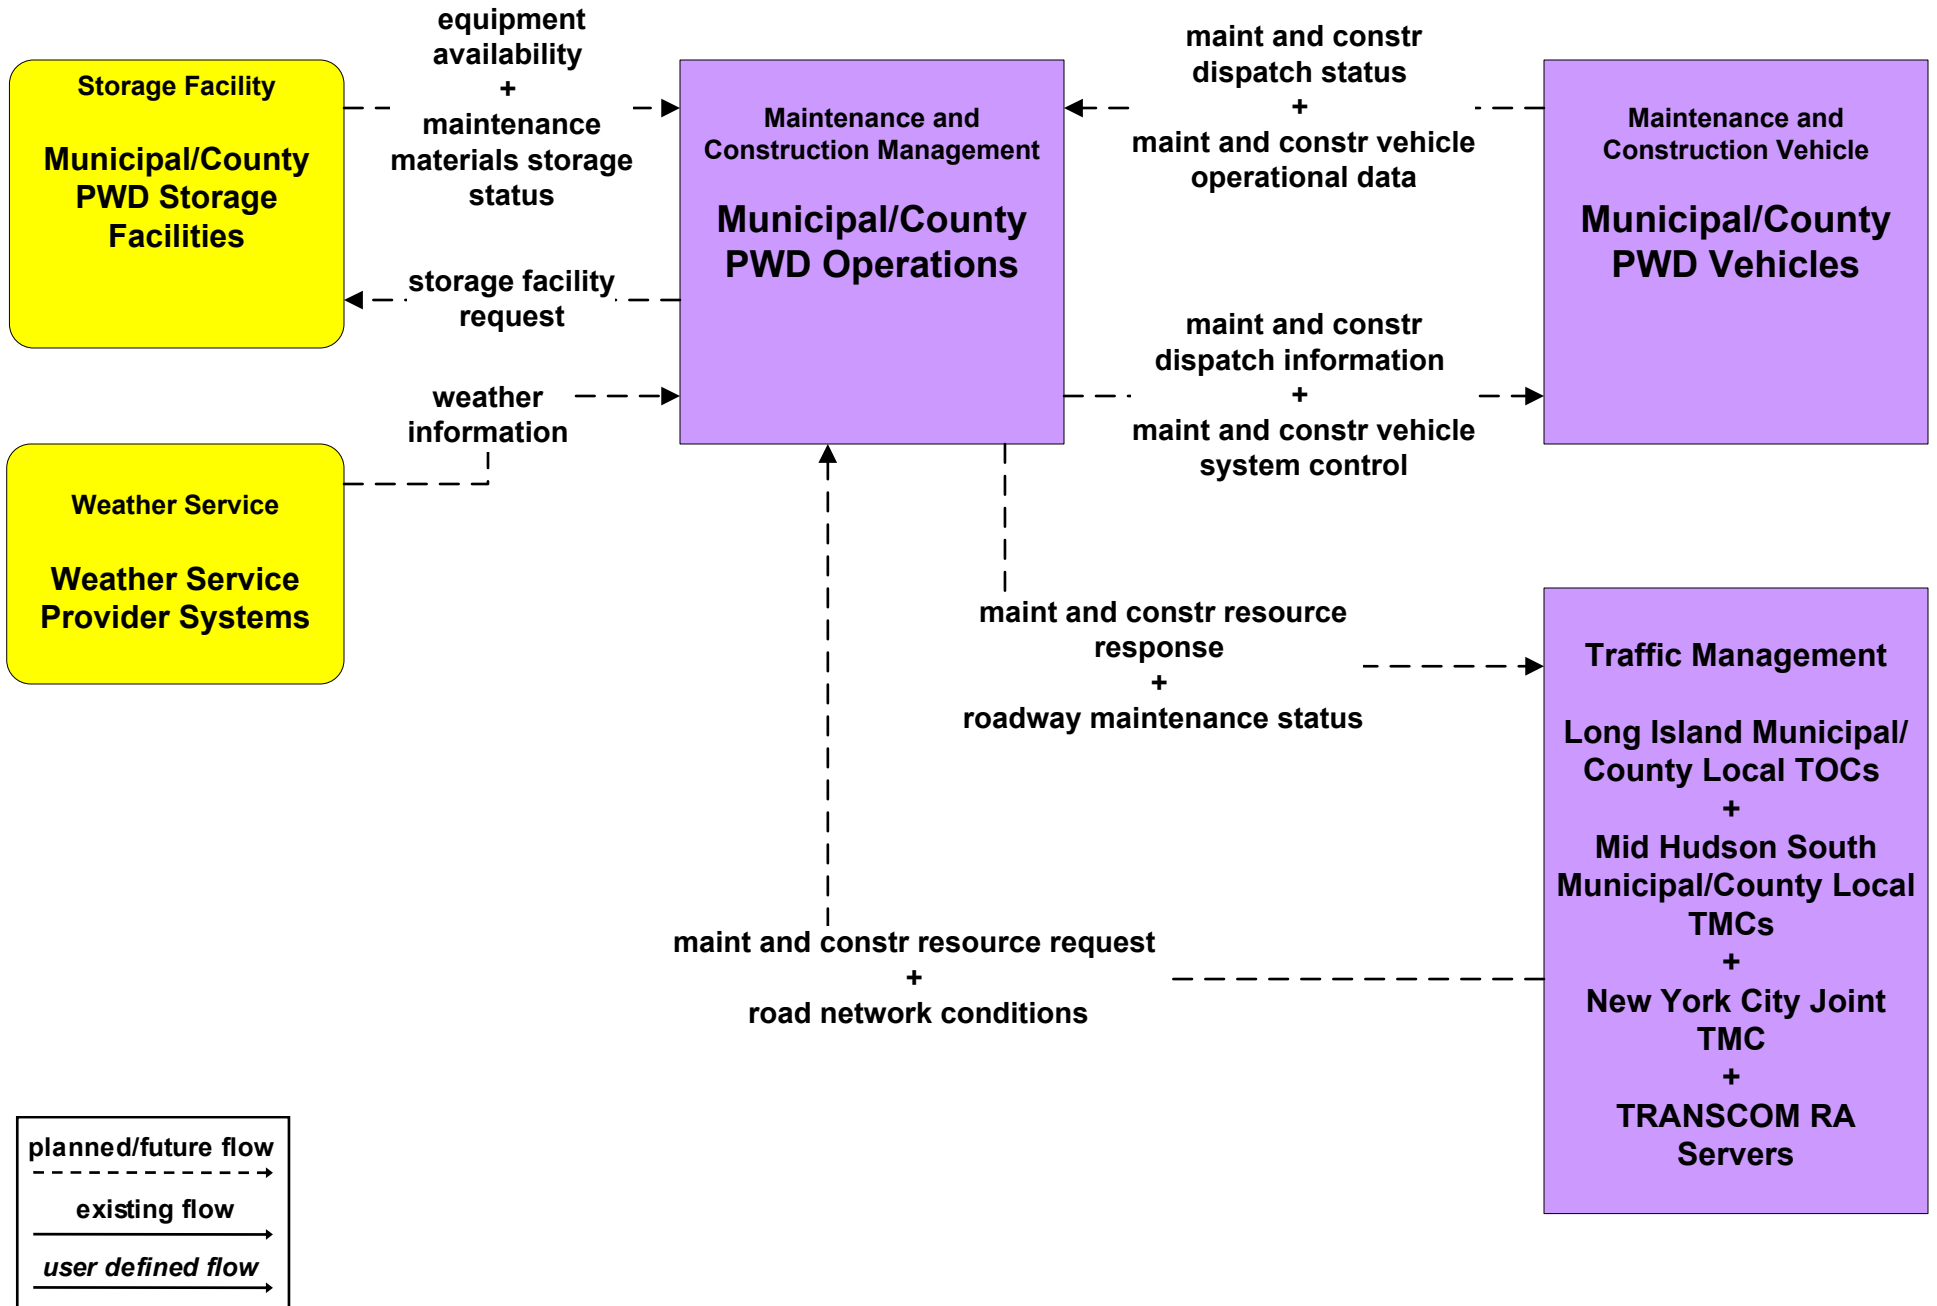 Storage Facility
Municipal/County
PWD Storage
Facilities
equipment
availability
+
maintenance
materials storage
status
storage facility
request
Weather Service
Weather Service
Provider Systems
weather
information
Maintenance and
Construction Management
Municipal/County
PWD Operations
maint and constr
dispatch status
+
maint and constr vehicle
operational data
maint and constr
dispatch information
+
maint and constr vehicle
system control
Maintenance and
Construction Vehicle
Municipal/County
PWD Vehicles
maint and constr resource
response
+
roadway maintenance status
maint and constr resource request
+
road network conditions
Traffic Management
Long Island Municipal/
County Local TOCs
+
Mid Hudson South
Municipal/County Local
TMCs
+
New York City Joint
TMC
+
TRANSCOM RA
Servers
planned/future flow
existing flow
user defined flow